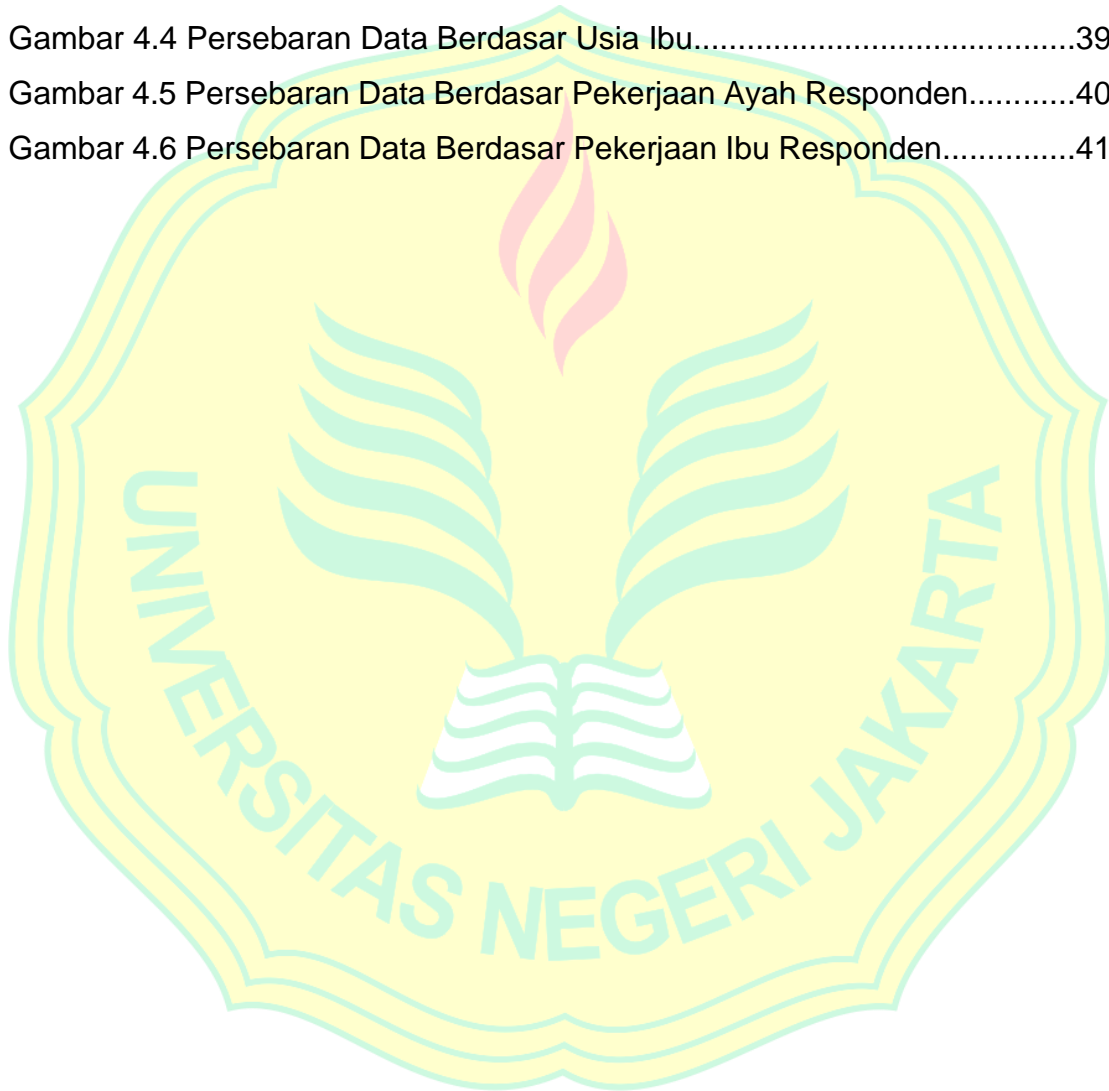 Gambar 4.4 Persebaran Data Berdasar Usia Ibu............................................39
Gambar 4.5 Persebaran Data Berdasar Pekerjaan Ayah Responden............40
Gambar 4.6 Persebaran Data Berdasar Pekerjaan Ibu Responden...............41
UNIVERSITAS NEGERI JAKARTA